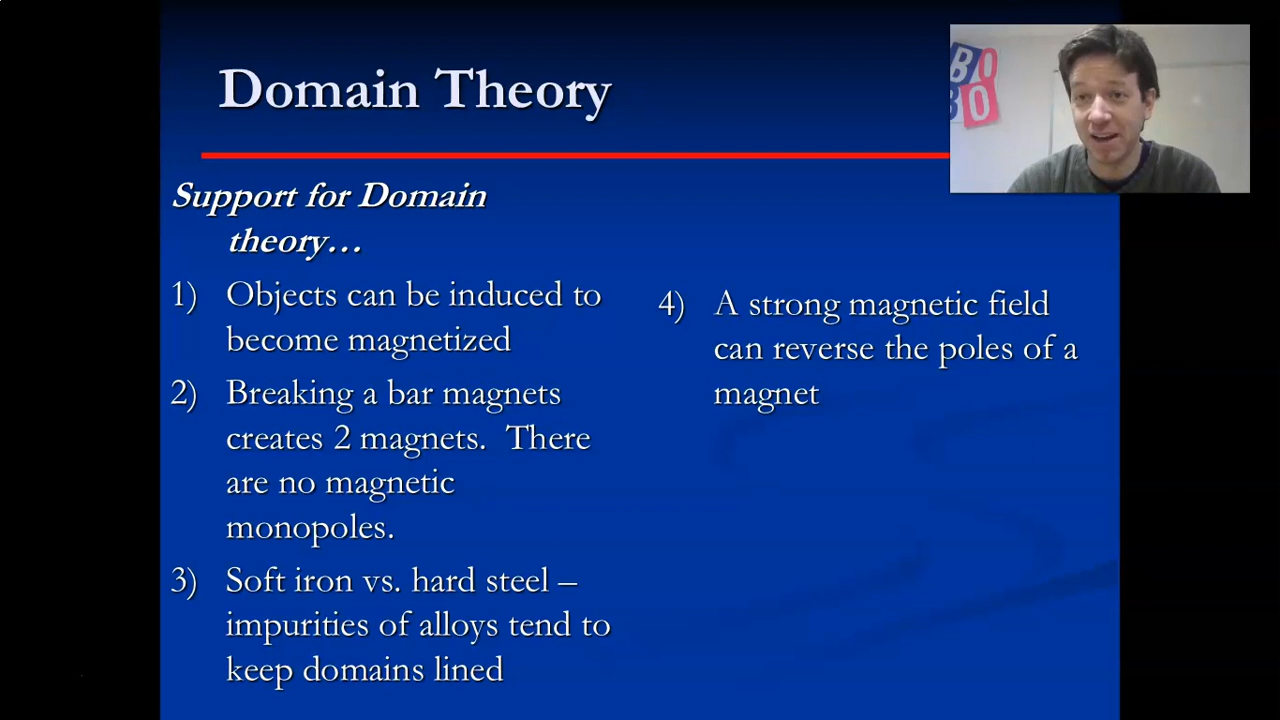 Domain Theory
Support for Domain
theory…
1) Objects can be induced to
become magnetized
2) Breaking a bar magnets
creates 2 magnets.  There
are no magnetic
monopoles.
3) Soft iron vs. hard steel –
impurities of alloys tend to
keep domains lined
4) A strong magnetic field
can reverse the poles of a
magnet
BO
BO